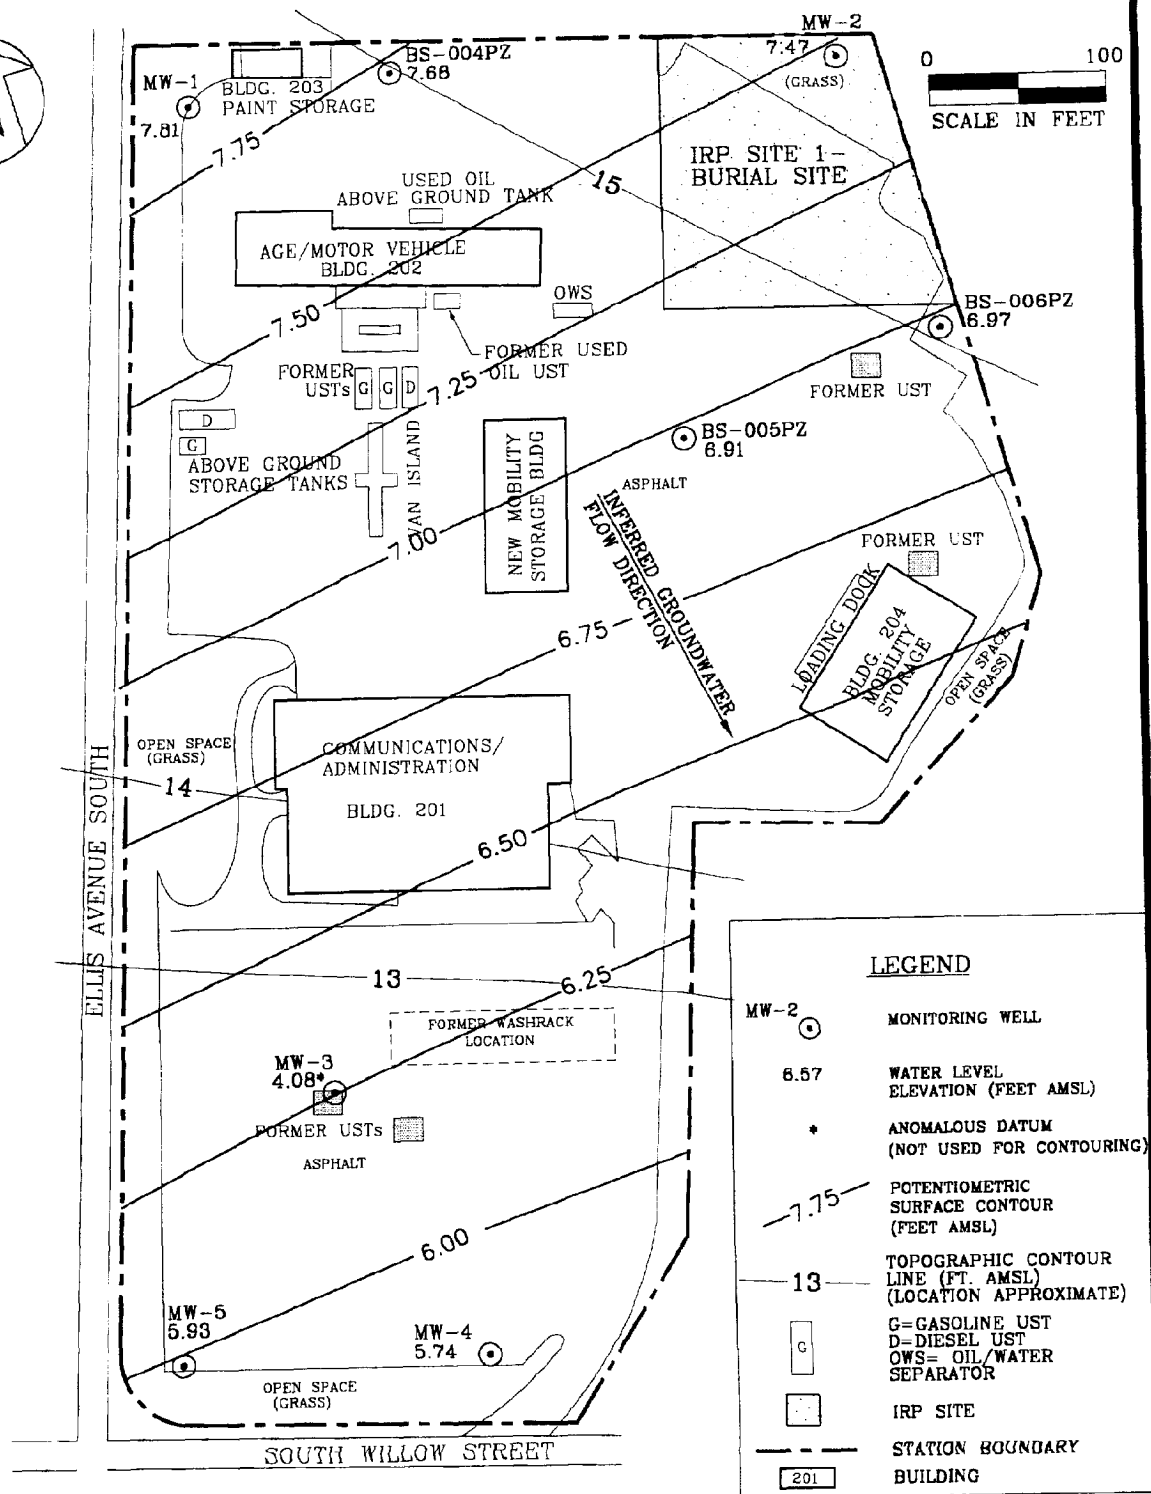 MW-2
7.47
(GRASS)
0 100
SCALE IN FEET
BS-004PZ
7.68
MW-1
7.81
BLDG. 203
PAINT STORAGE
7.75
15
IRP SITE 1-
BURIAL SITE
USED OIL
ABOVE GROUND TANK
AGE/MOTOR VEHICLE
BLDG. 202
7.50
OWS
BS-006PZ
6.97
FORMER USED
OIL UST
FORMER
USTs
G
G
D
7.25
FORMER UST
D
G
ABOVE GROUND
STORAGE TANKS
VAN ISLAND
NEW MOBILITY
STORAGE BLDG
BS-005PZ
6.91
ASPHALT
INFERRED GROUNDWATER
FLOW DIRECTION
7.00
FORMER UST
LOADING DOCK
BLDG. 204
MOBILITY
STORAGE
OPEN SPACE
(GRASS)
6.75
OPEN SPACE
(GRASS)
14
COMMUNICATIONS/
ADMINISTRATION
BLDG. 201
6.50
ELLIS AVENUE SOUTH
13
6.25
FORMER WASHRACK
LOCATION
MW-3
4.08*
FORMER USTs
ASPHALT
6.00
MW-5
5.93
MW-4
5.74
OPEN SPACE
(GRASS)
SOUTH WILLOW STREET
LEGEND
MW-2
MONITORING WELL
6.57
WATER LEVEL
ELEVATION (FEET AMSL)
*
ANOMALOUS DATUM
(NOT USED FOR CONTOURING)
7.75
POTENTIOMETRIC
SURFACE CONTOUR
(FEET AMSL)
13
TOPOGRAPHIC CONTOUR
LINE (FT. AMSL)
(LOCATION APPROXIMATE)
G
G=GASOLINE UST
D=DIESEL UST
OWS= OIL/WATER
SEPARATOR
IRP SITE
STATION BOUNDARY
201
BUILDING